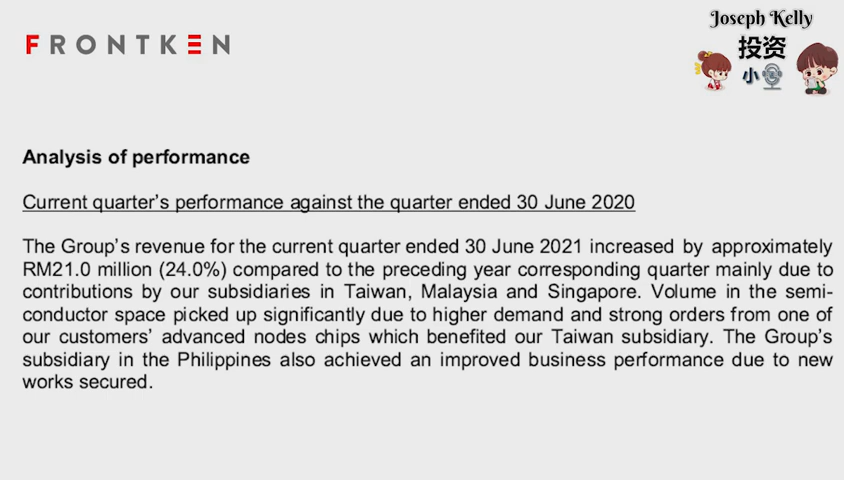 Joseph Kelly
FRONTKEN
投资
小
Analysis of performance
Current quarter's performance against the quarter ended 30 June 2020
The Group's revenue for the current quarter ended 30 June 2021 increased by approximately
RM21.0 million (24.0%) compared to the preceding year corresponding quarter mainly due to
contributions by our subsidiaries in Taiwan, Malaysia and Singapore. Volume in the semi-
conductor space picked up significantly due to higher demand and strong orders from one of
our customers' advanced nodes chips which benefited our Taiwan subsidiary. The Group's
subsidiary in the Philippines also achieved an improved business performance due to new
works secured.